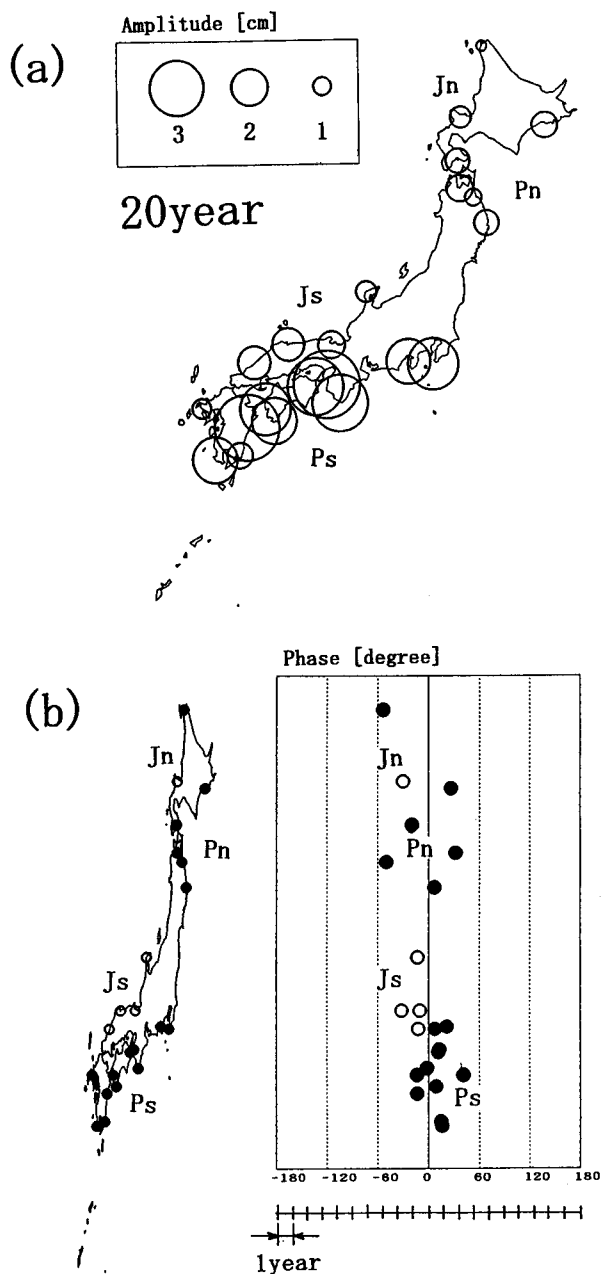 Amplitude [cm]
(a)
3 2 1
20year
Jn
Pn
Js
Ps
(b)
Phase [degree]
Jn
Pn
Js
Ps
Jn
Pn
Js
Ps
-180 -120 -60 0 60 120 180
1year